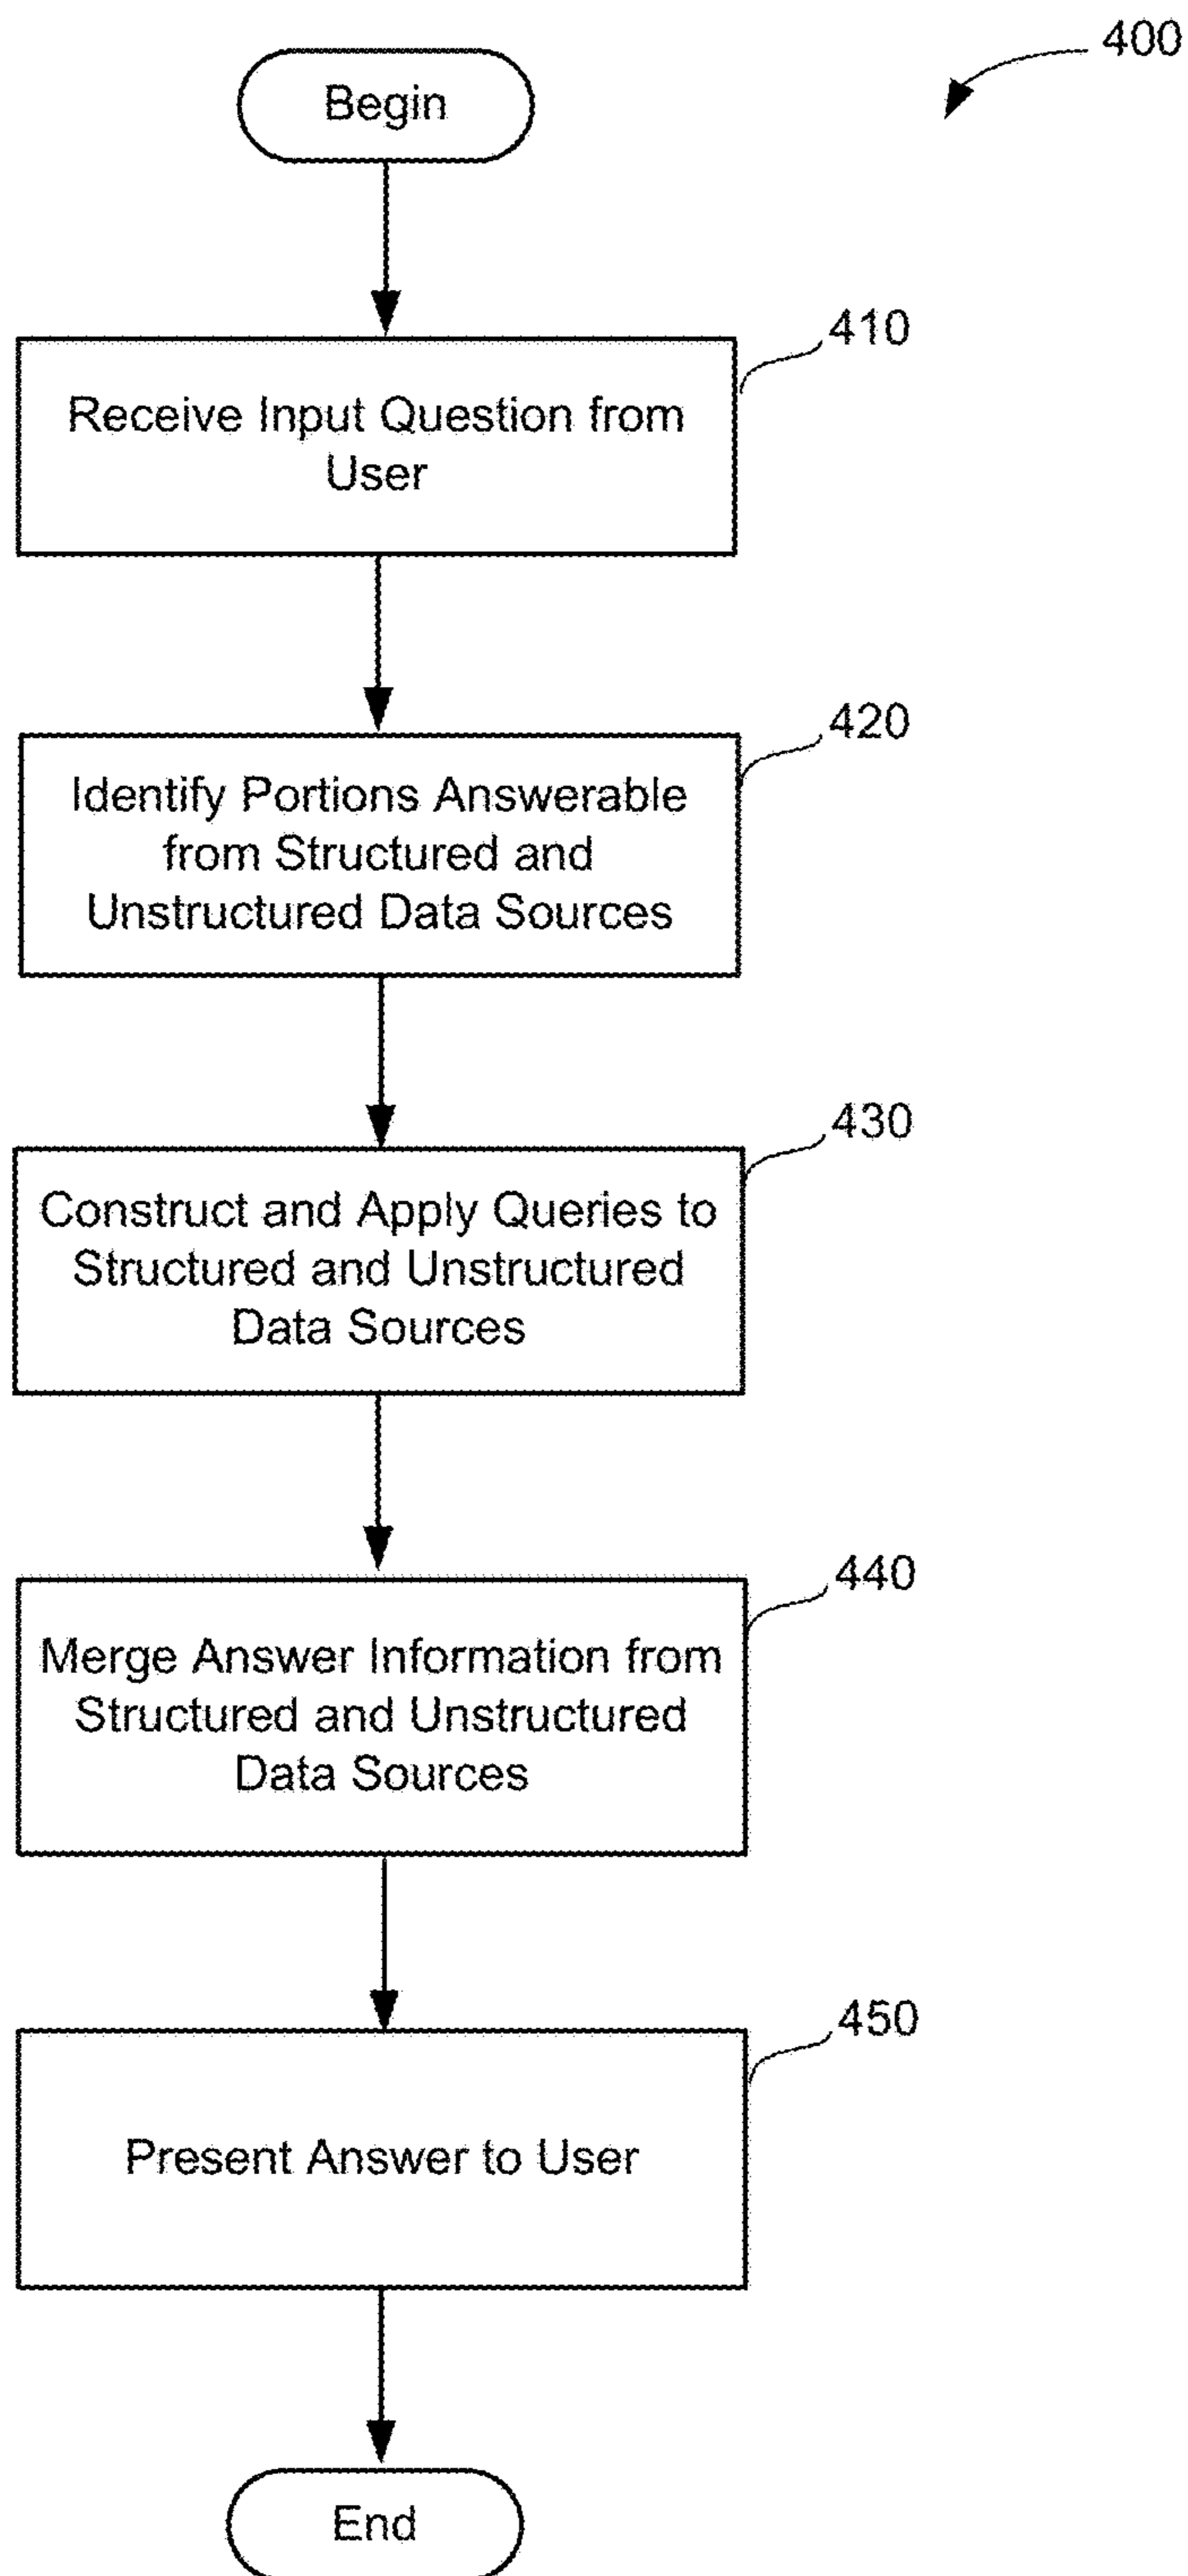 400
Begin
410
Receive Input Question from
User
420
Identify Portions Answerable
from Structured and
Unstructured Data Sources
430
Construct and Apply Queries to
Structured and Unstructured
Data Sources
440
Merge Answer Information from
Structured and Unstructured
Data Sources
450
Present Answer to User
End